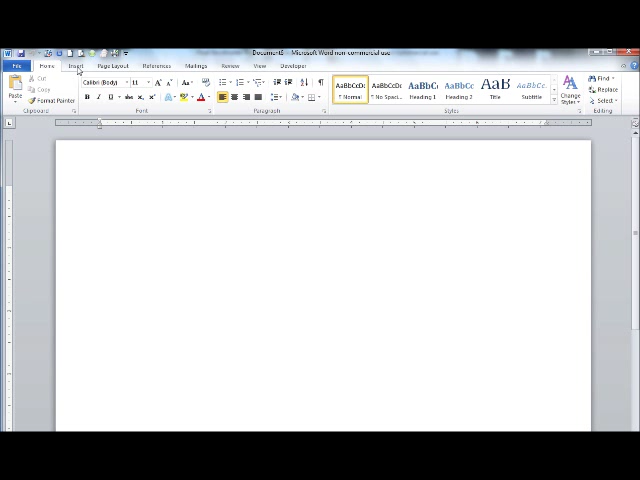 Document5 - Microsoft Word non-commercial use
File Home Insert Page Layout References Mailings Review View Developer
Paste
Cut
Copy
Format Painter
Clipboard
Calibri (Body) 11
Font
Paragraph
AaBbCcDc AaBbCcDc AaBbCc AaBbCc AaB AaBbCc.
¶ Normal ¶ No Spaci... Heading 1 Heading 2 Title Subtitle
Change
Styles
Styles
Find
Replace
Select
Editing